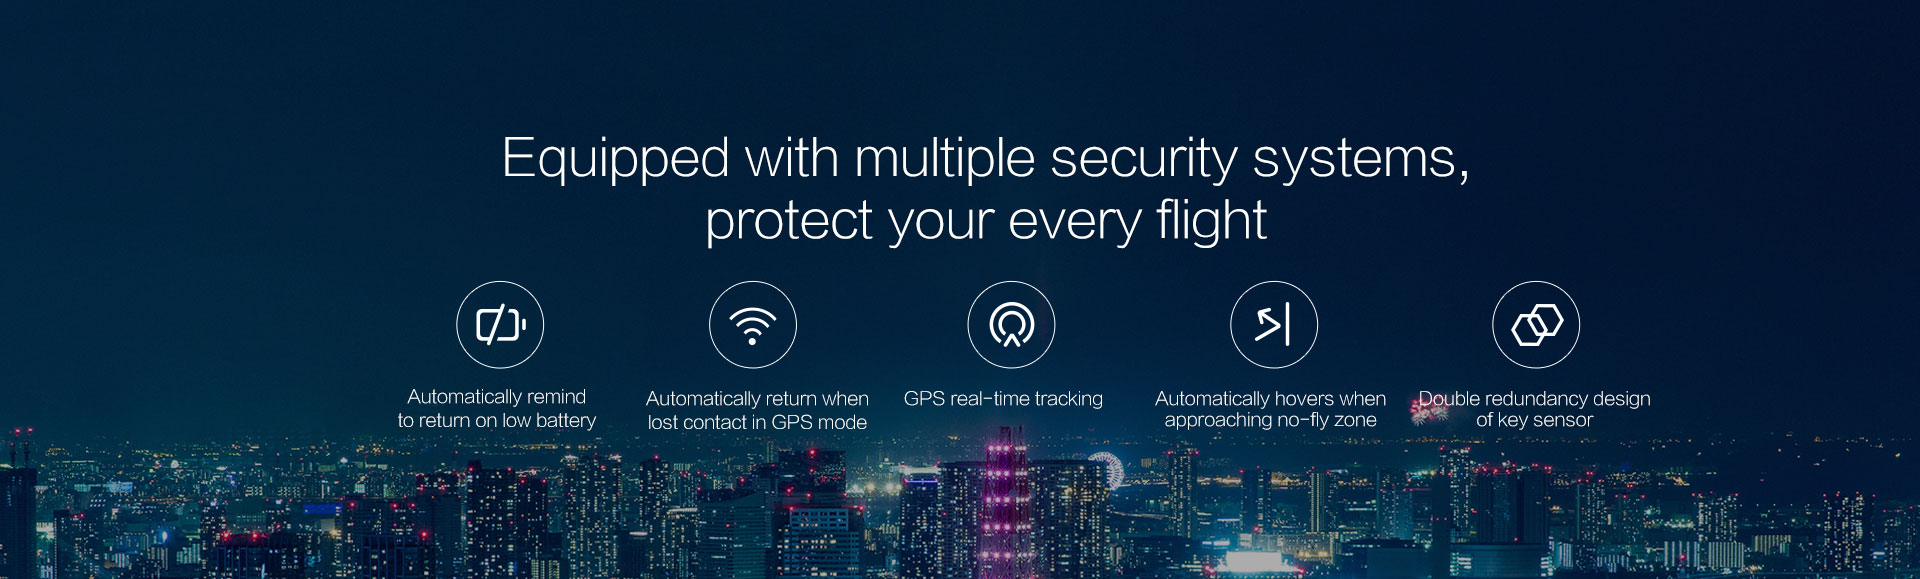 Equipped with multiple security systems,
protect your every flight
Automatically remind
to return on low battery
Automatically return when
lost contact in GPS mode
GPS real-time tracking
Automatically hovers when
approaching no-fly zone
Double redundancy design
of key sensor